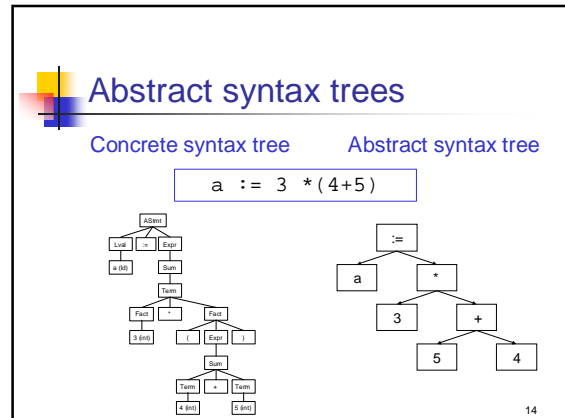 Abstract syntax trees
Concrete syntax tree Abstract syntax tree
a := 3 *(4+5)
AStmt
Lval := Expr
a (Id) Sum
Term
Fact * Fact
3 (int) ( Expr )
Sum
Term + Term
4 (int) 5 (int)
:=
a *
3 +
5 4
14